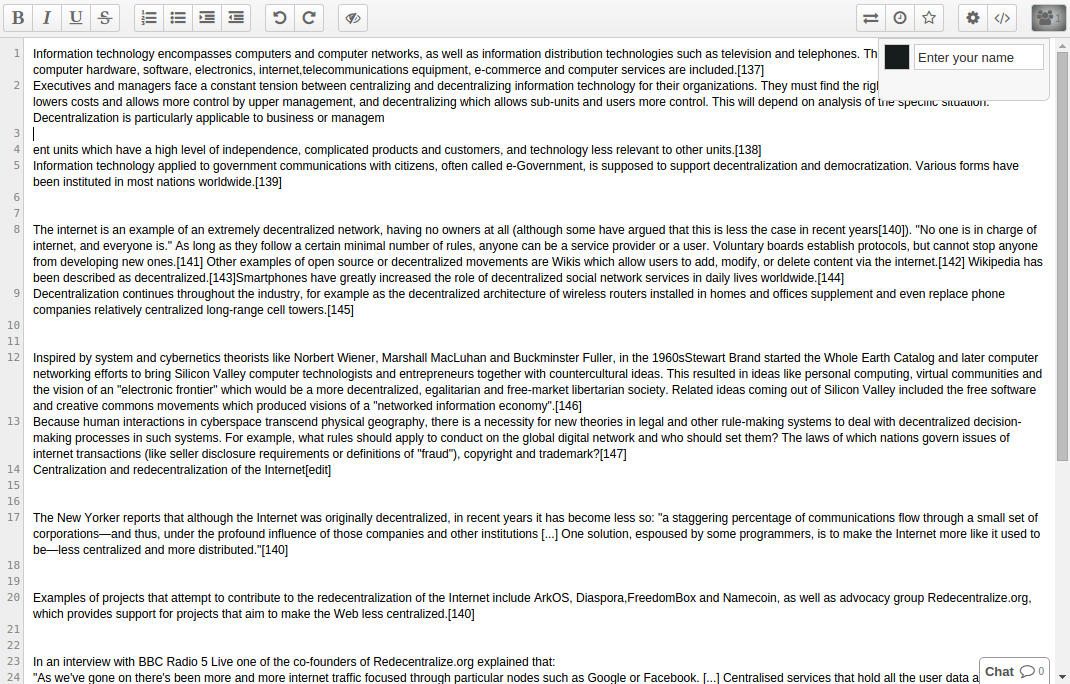 B I U S
1
Enter your name
1 Information technology encompasses computers and computer networks, as well as information distribution technologies such as television and telephones.
computer hardware, software, electronics, internet,telecommunications equipment, e-commerce and computer services are included.[137]
2 Executives and managers face a constant tension between centralizing and decentralizing information technology for their organizations. They must find the
lowers costs and allows more control by upper management, and decentralizing which allows sub-units and users more control. This will depend on analysis of the specific situation.
Decentralization is particularly applicable to business or managem
3
4 ent units which have a high level of independence, complicated products and customers, and technology less relevant to other units.[138]
5 Information technology applied to government communications with citizens, often called e-Government, is supposed to support decentralization and democratization. Various forms have
been instituted in most nations worldwide.[139]
6
7
8 The internet is an example of an extremely decentralized network, having no owners at all (although some have argued that this is less the case in recent years[140]). "No one is in charge of
internet, and everyone is." As long as they follow a certain minimal number of rules, anyone can be a service provider or a user. Voluntary boards establish protocols, but cannot stop anyone
from developing new ones.[141] Other examples of open source or decentralized movements are Wikis which allow users to add, modify, or delete content via the internet.[142] Wikipedia has
been described as decentralized.[143]Smartphones have greatly increased the role of decentralized social network services in daily lives worldwide.[144]
9 Decentralization continues throughout the industry, for example as the decentralized architecture of wireless routers installed in homes and offices supplement and even replace phone
companies relatively centralized long-range cell towers.[145]
10
11
12 Inspired by system and cybernetics theorists like Norbert Wiener, Marshall MacLuhan and Buckminster Fuller, in the 1960sStewart Brand started the Whole Earth Catalog and later computer
networking efforts to bring Silicon Valley computer technologists and entrepreneurs together with countercultural ideas. This resulted in ideas like personal computing, virtual communities and
the vision of an "electronic frontier" which would be a more decentralized, egalitarian and free-market libertarian society. Related ideas coming out of Silicon Valley included the free software
and creative commons movements which produced visions of a "networked information economy".[146]
13 Because human interactions in cyberspace transcend physical geography, there is a necessity for new theories in legal and other rule-making systems to deal with decentralized decision-
making processes in such systems. For example, what rules should apply to conduct on the global digital network and who should set them? The laws of which nations govern issues of
internet transactions (like seller disclosure requirements or definitions of "fraud"), copyright and trademark?[147]
14 Centralization and redecentralization of the Internet[edit]
15
16
17 The New Yorker reports that although the Internet was originally decentralized, in recent years it has become less so: "a staggering percentage of communications flow through a small set of
corporations—and thus, under the profound influence of those companies and other institutions [...] One solution, espoused by some programmers, is to make the Internet more like it used to
be—less centralized and more distributed."[140]
18
19
20 Examples of projects that attempt to contribute to the redecentralization of the Internet include ArkOS, Diaspora,FreedomBox and Namecoin, as well as advocacy group Redecentralize.org,
which provides support for projects that aim to make the Web less centralized.[140]
21
22
23 In an interview with BBC Radio 5 Live one of the co-founders of Redecentralize.org explained that:
24 "As we've gone on there's been more and more internet traffic focused through particular nodes such as Google or Facebook. [...] Centralised services that hold all the user data a
Chat 0